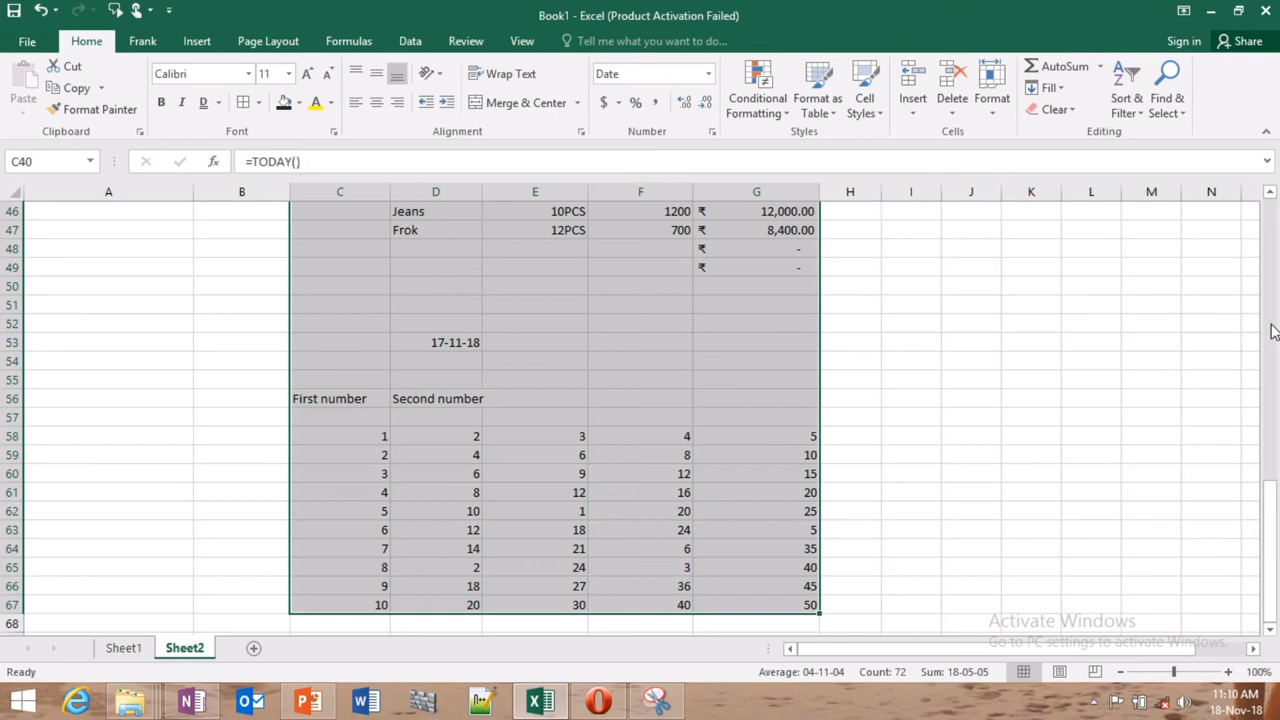 Book1 - Excel (Product Activation Failed)
File Home Frank Insert Page Layout Formulas Data Review View Tell me what you want to do... Sign in Share
Paste Cut Copy Format Painter Clipboard
Calibri 11 A A B I D A Font
Wrap Text Merge & Center Alignment
Date $ % , Number
Conditional Formatting Format as Table Cell Styles Styles
Insert Delete Format Cells
AutoSum Fill Clear Sort & Filter Find & Select Editing
C40 fx =TODAY()
A B C D E F G H I J K L M N
46 Jeans 10PCS 1200 ₹ 12,000.00
47 Frok 12PCS 700 ₹ 8,400.00
48 ₹ -
49 ₹ -
50
51
52
53 17-11-18
54
55
56 First number Second number
57
58 1 2 3 4 5
59 2 4 6 8 10
60 3 6 9 12 15
61 4 8 12 16 20
62 5 10 1 20 25
63 6 12 18 24 5
64 7 14 21 6 35
65 8 2 24 3 40
66 9 18 27 36 45
67 10 20 30 40 50
68
Activate Windows
Go to PC settings to activate Windows.
Sheet1 Sheet2
Ready Average: 04-11-04 Count: 72 Sum: 18-05-05 100%
11:10 AM
18-Nov-18